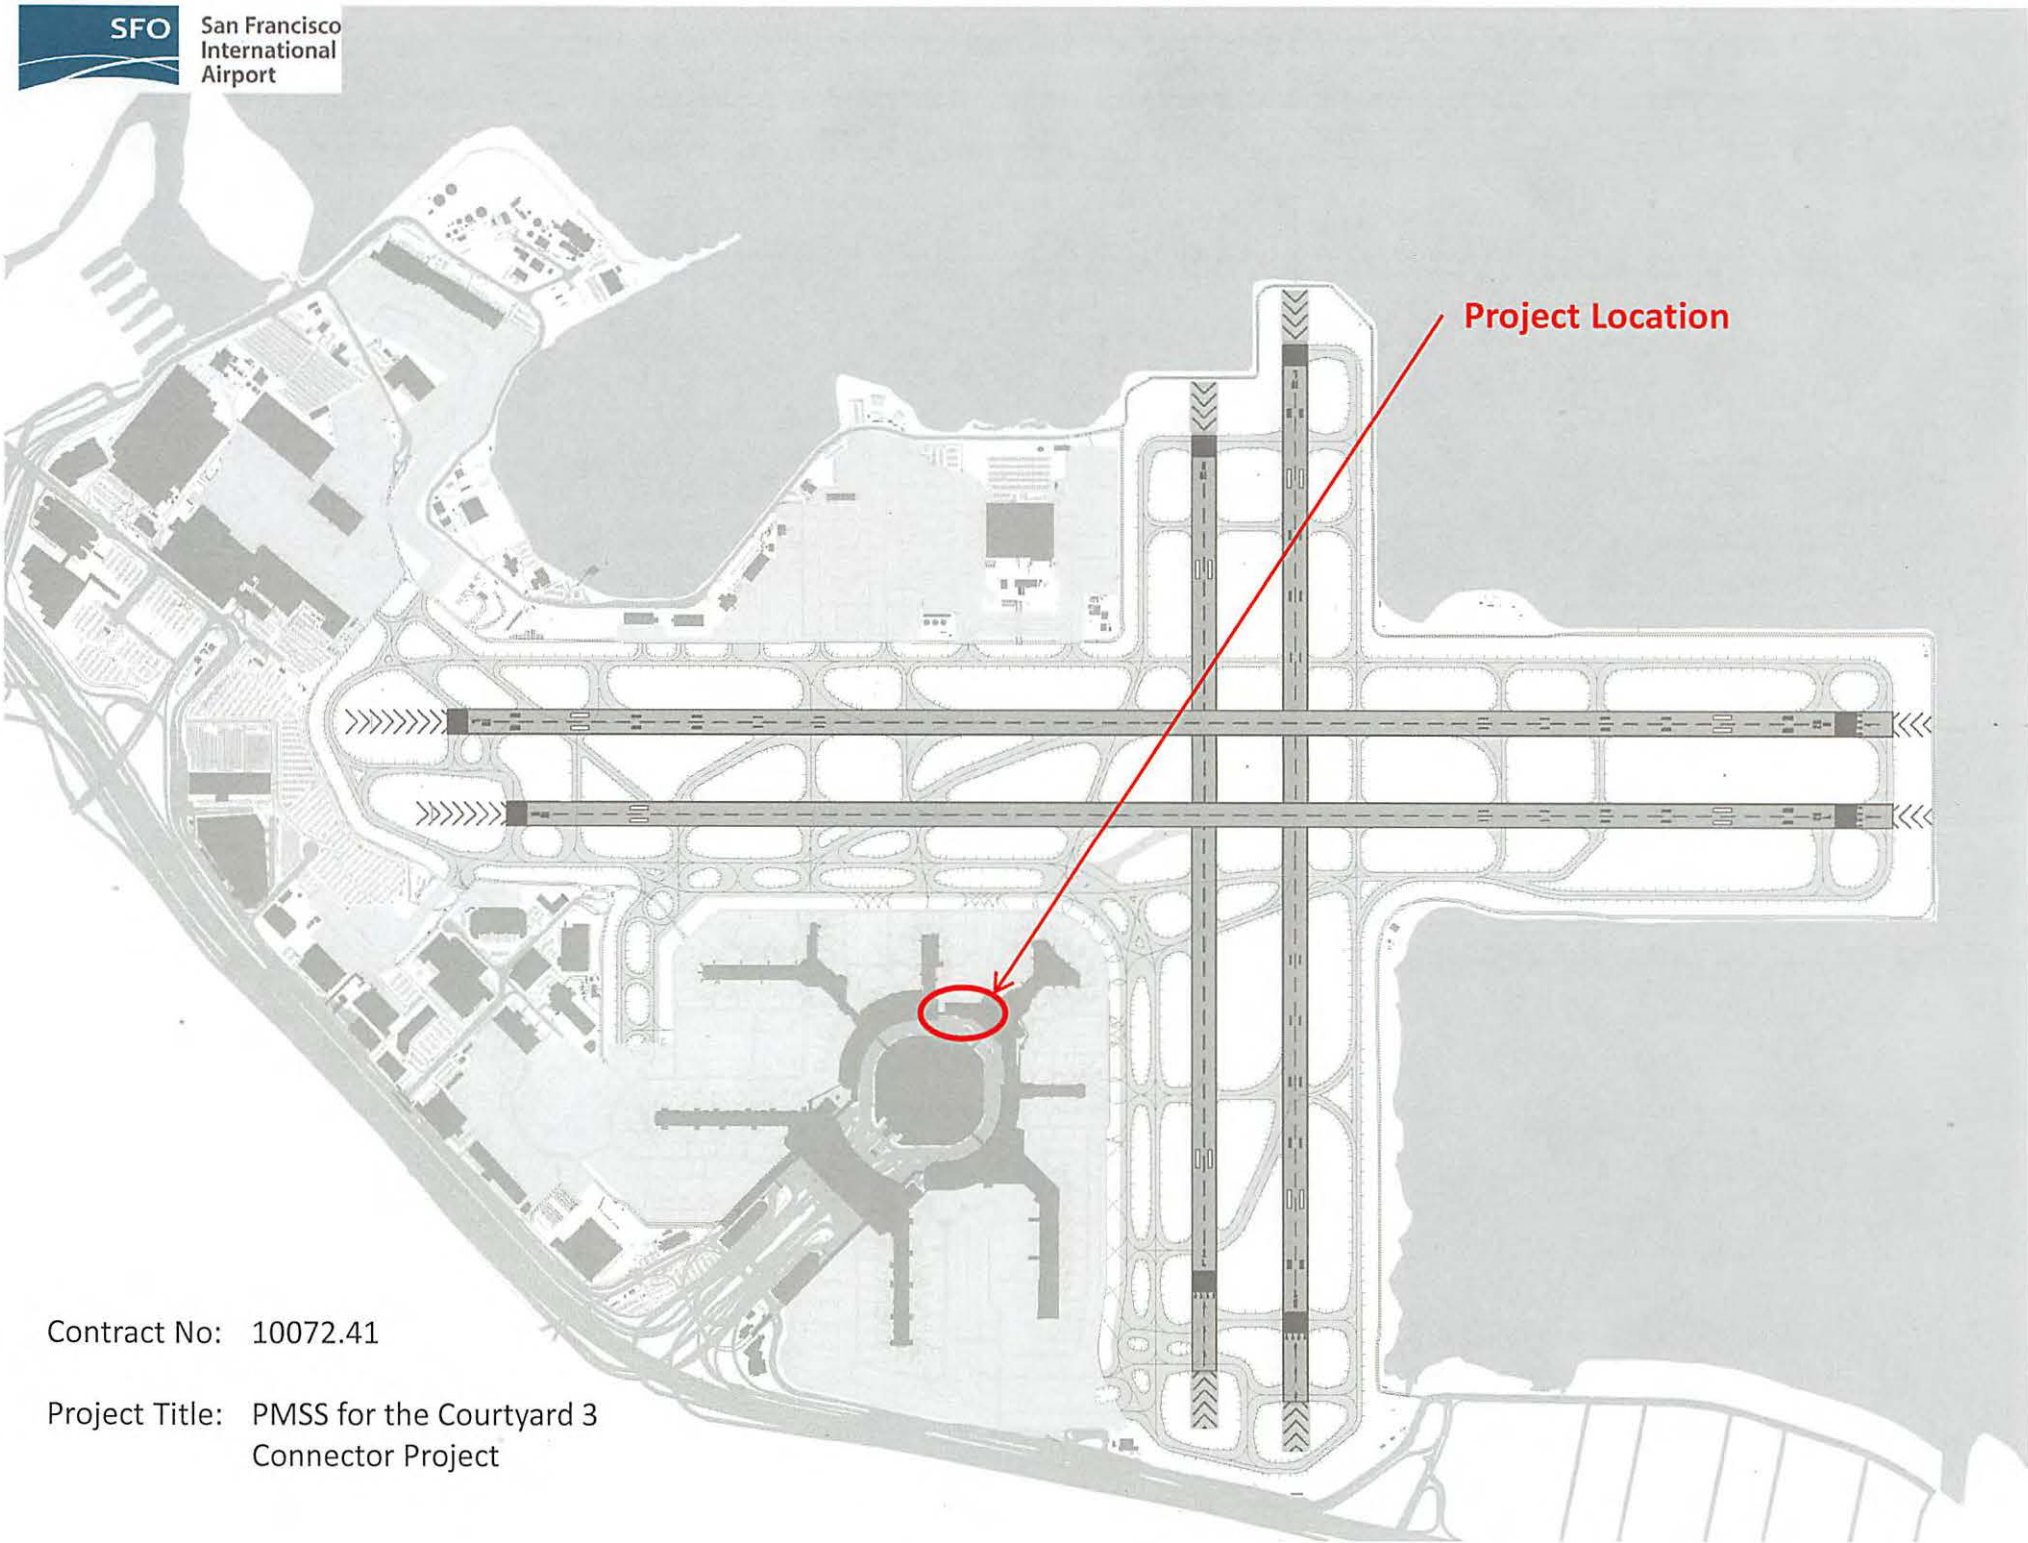 SFO
San Francisco
International
Airport
Project Location
Contract No: 10072.41
Project Title: PMSS for the Courtyard 3
Connector Project